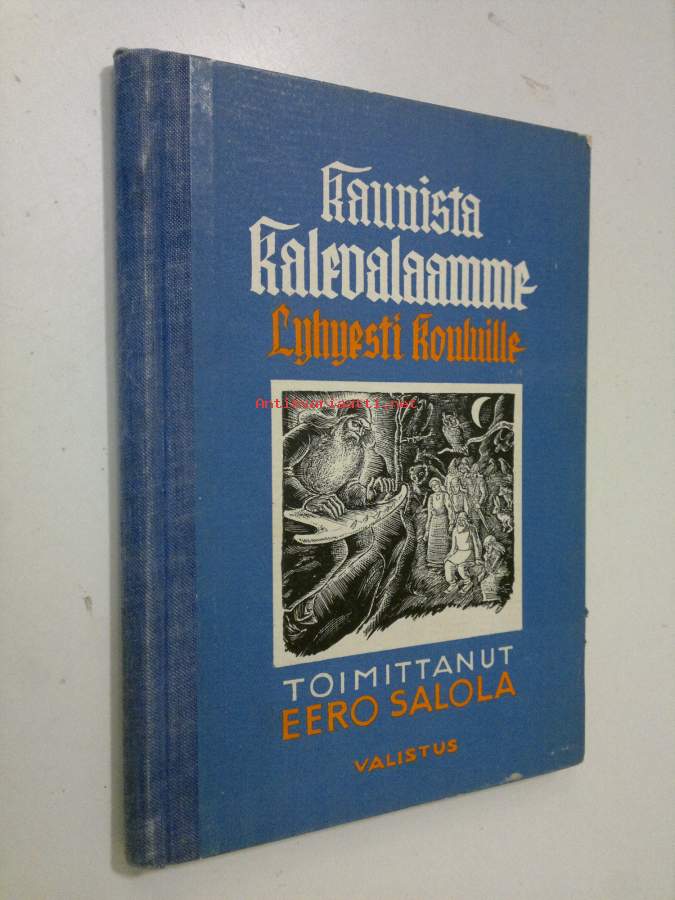 Kaunista
Kalevalaamme
Lyhyesti kouluille
Antikvariaatti.net
TOIMITTANUT
EERO SALOLA
VALISTUS